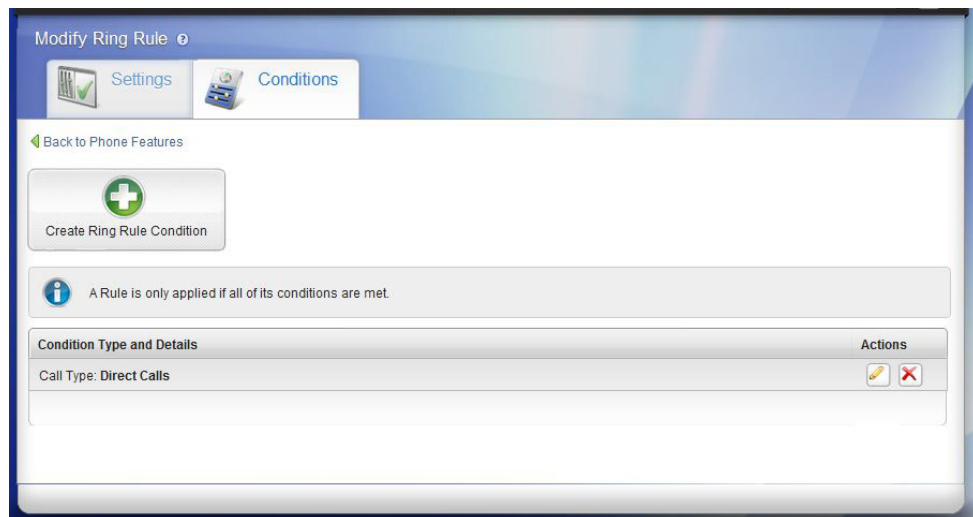 Modify Ring Rule
Settings
Conditions
Back to Phone Features
Create Ring Rule Condition
A Rule is only applied if all of its conditions are met.
Condition Type and Details Actions
Call Type: Direct Calls